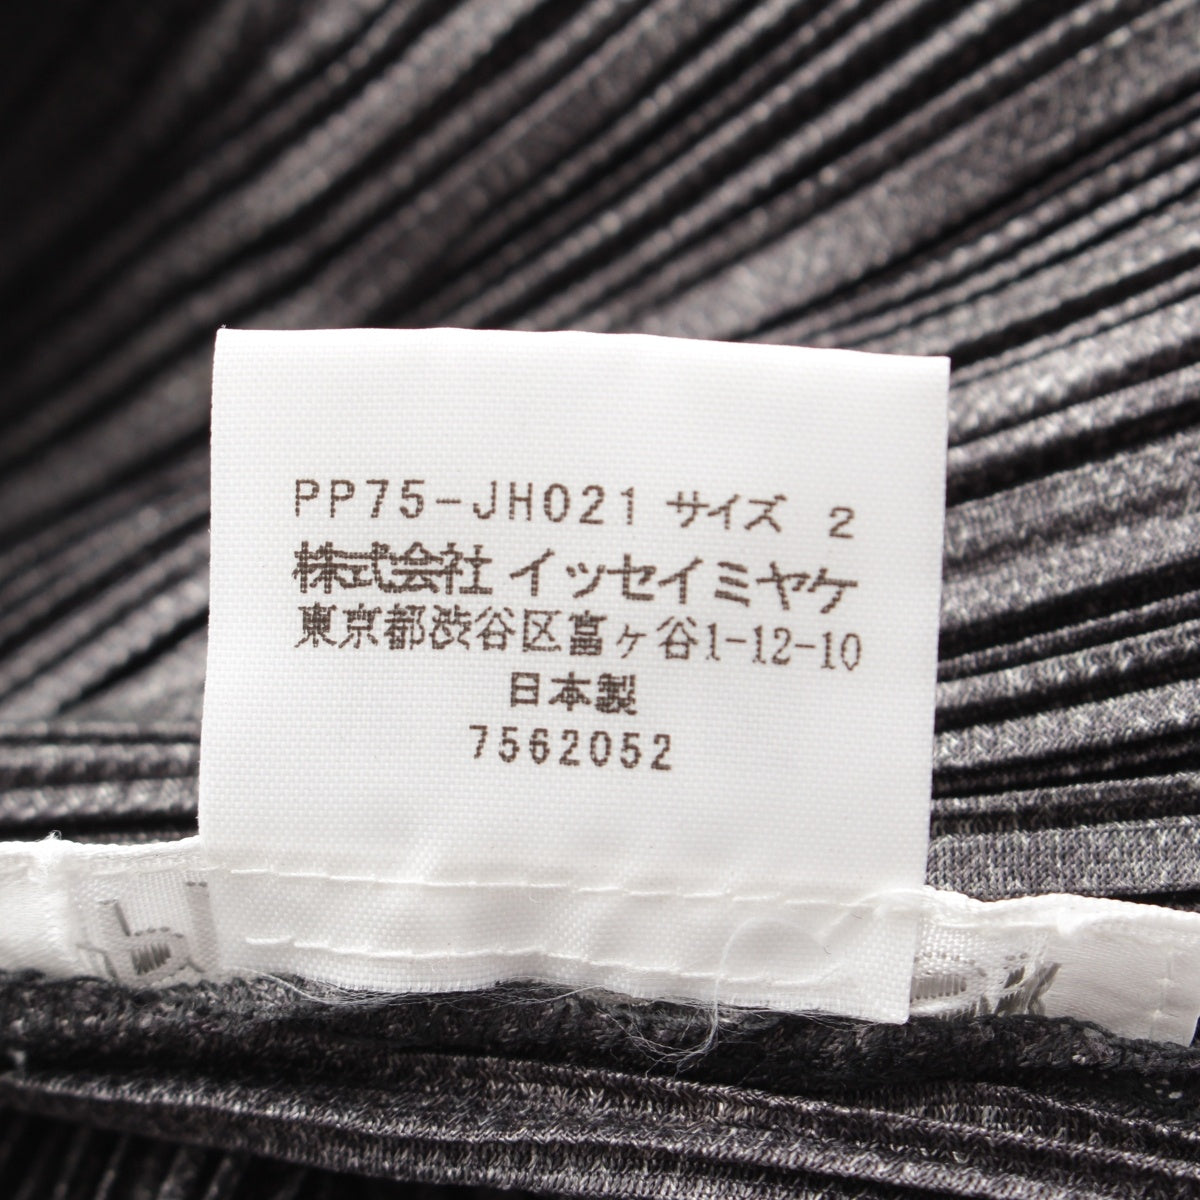 PP75-JH021 サイズ 2
株式会社 イッセイミヤケ
東京都渋谷区富ヶ谷1-12-10
日本製
7562052